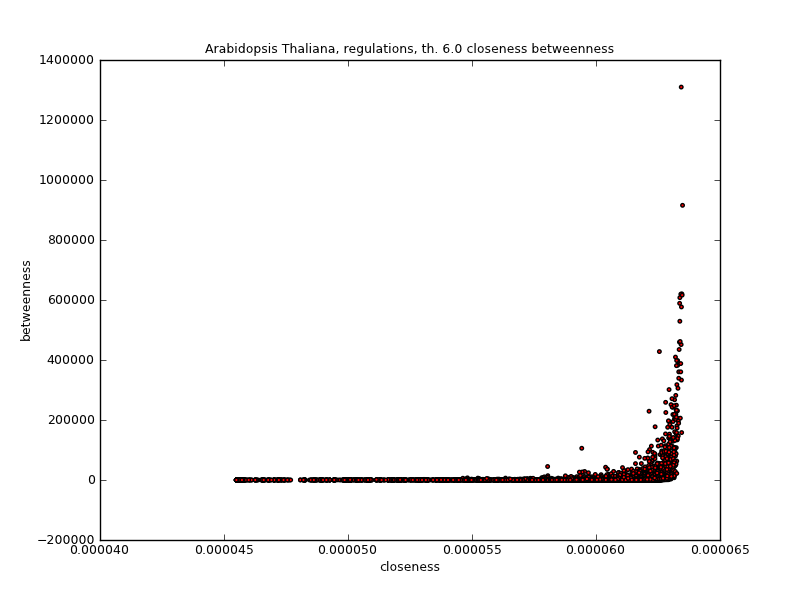 Arabidopsis Thaliana, regulations, th. 6.0 closeness betweenness
1400000
1200000
1000000
800000
600000
400000
200000
0
−200000
betweenness
0.000040 0.000045 0.000050 0.000055 0.000060 0.000065
closeness